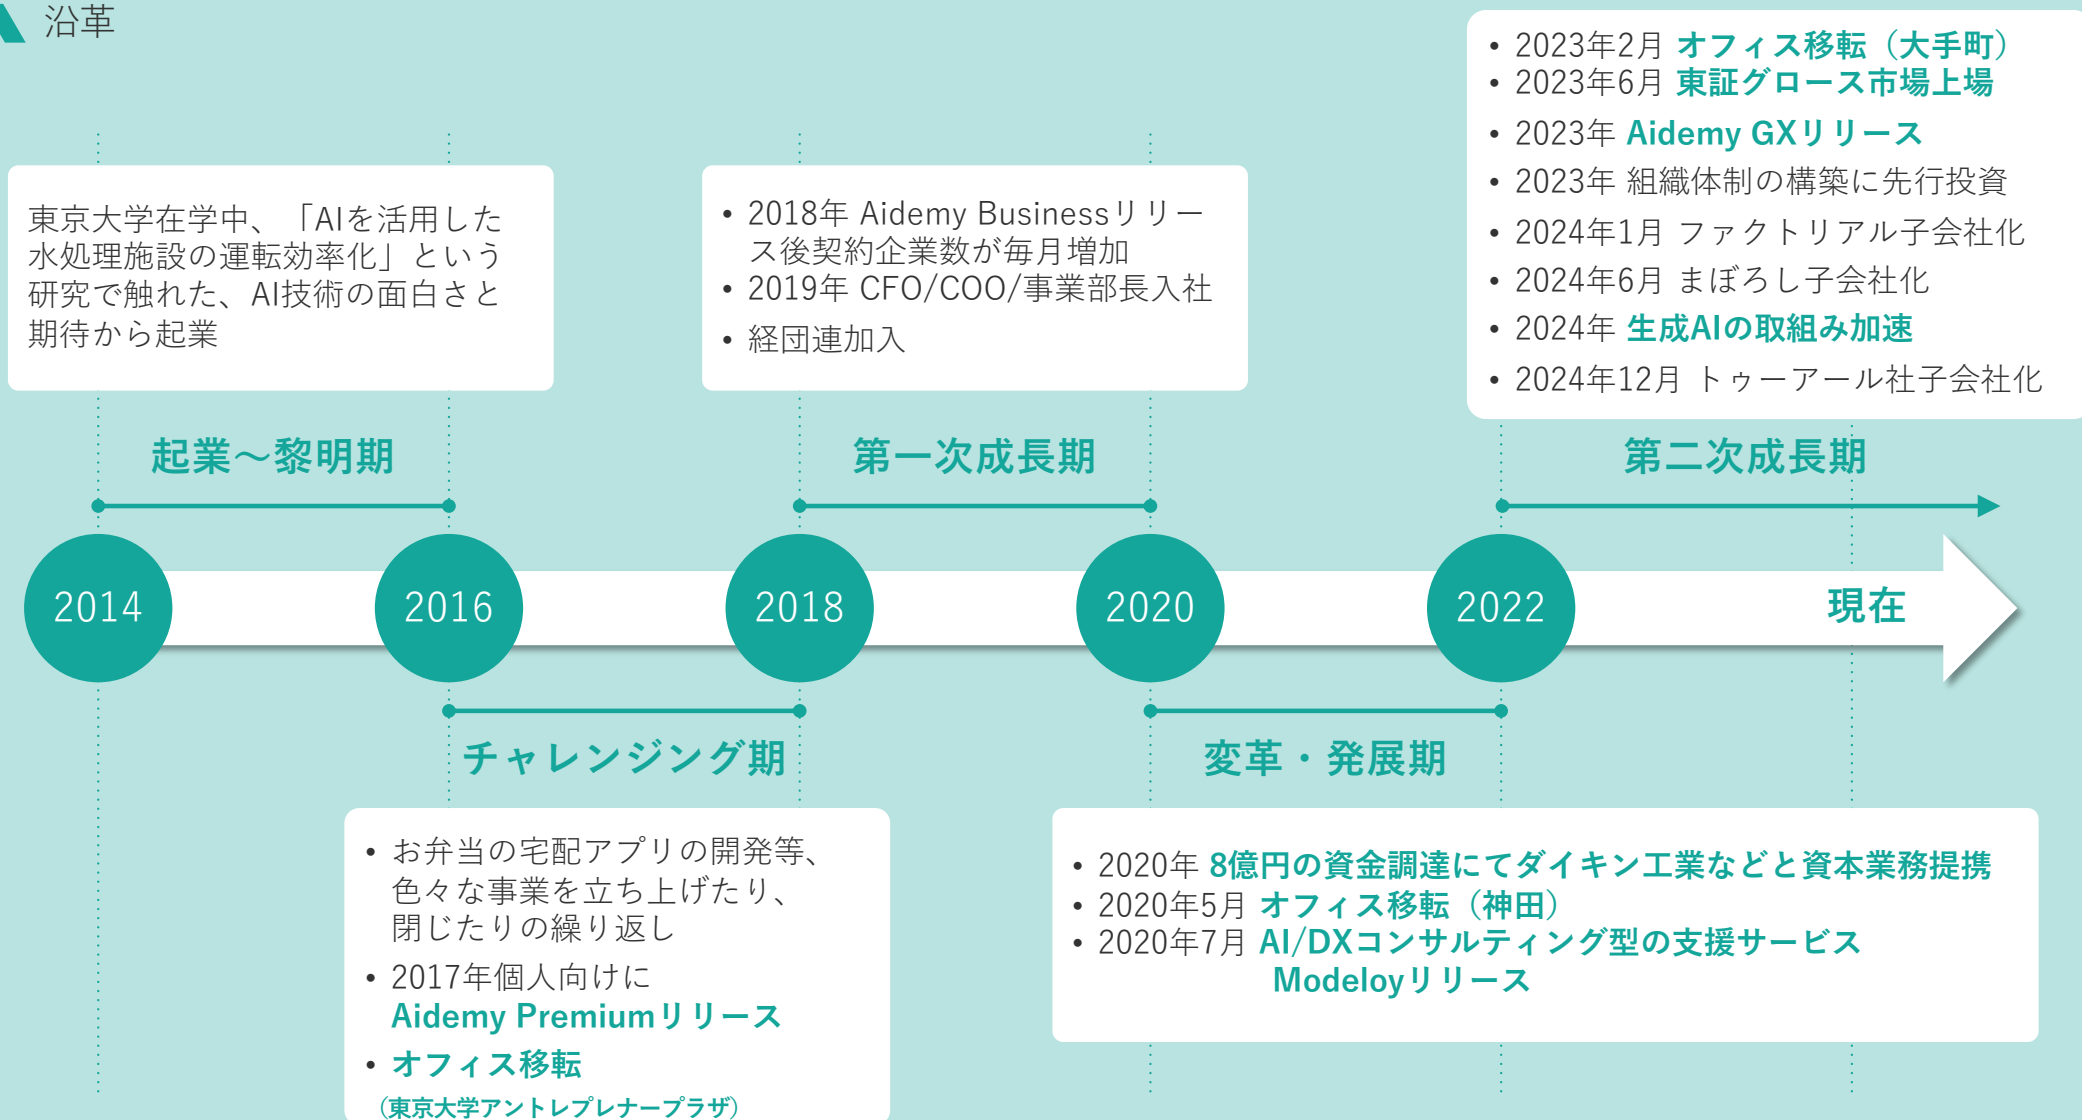 沿革
東京大学在学中、「AIを活用した
水処理施設の運転効率化」という
研究で触れた、AI技術の面白さと
期待から起業
• 2018年 Aidemy Businessリリー
ス後契約企業数が毎月増加
• 2019年 CFO/COO/事業部長入社
• 経団連加入
• 2023年2月 オフィス移転（大手町）
• 2023年6月 東証グロース市場上場
• 2023年 Aidemy GXリリース
• 2023年 組織体制の構築に先行投資
• 2024年1月 ファクトリアル子会社化
• 2024年6月 まぼろし子会社化
• 2024年 生成AIの取組み加速
• 2024年12月 トゥーアール社子会社化
起業～黎明期
第一次成長期
第二次成長期
2014
2016
2018
2020
2022
現在
チャレンジング期
変革・発展期
• お弁当の宅配アプリの開発等、
色々な事業を立ち上げたり、
閉じたりの繰り返し
• 2017年個人向けに
Aidemy Premiumリリース
• オフィス移転
（東京大学アントレプレナープラザ）
• 2020年 8億円の資金調達にてダイキン工業などと資本業務提携
• 2020年5月 オフィス移転（神田）
• 2020年7月 AI/DXコンサルティング型の支援サービス
Modeloyリリース